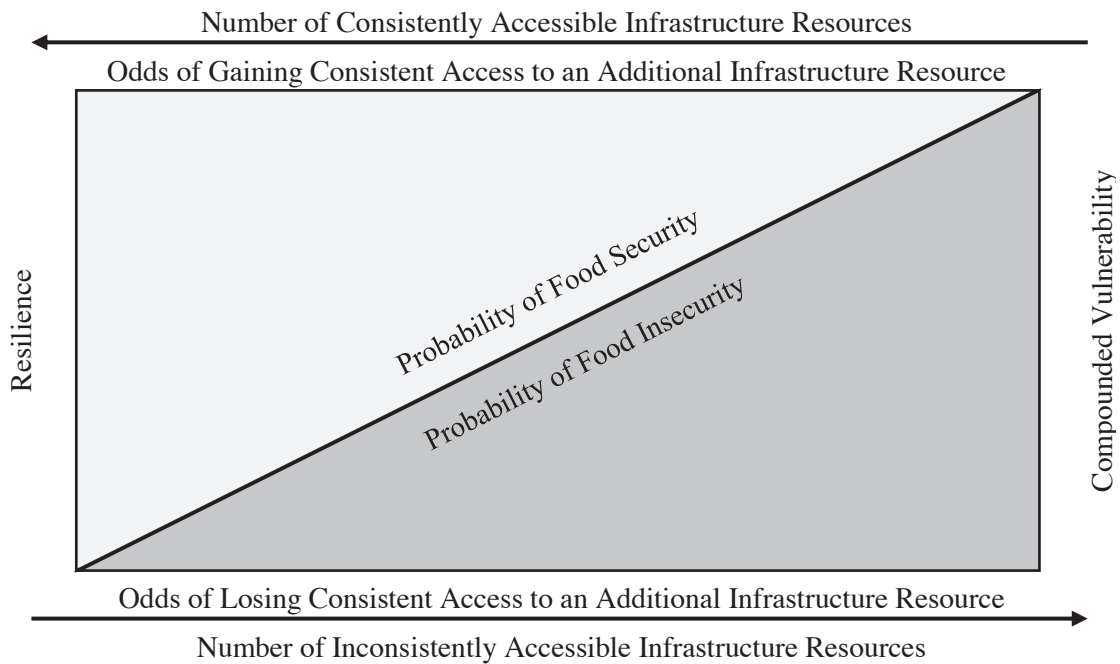 Number of Consistently Accessible Infrastructure Resources
Odds of Gaining Consistent Access to an Additional Infrastructure Resource
Resilience
Probability of Food Security
Probability of Food Insecurity
Compounded Vulnerability
Odds of Losing Consistent Access to an Additional Infrastructure Resource
Number of Inconsistently Accessible Infrastructure Resources